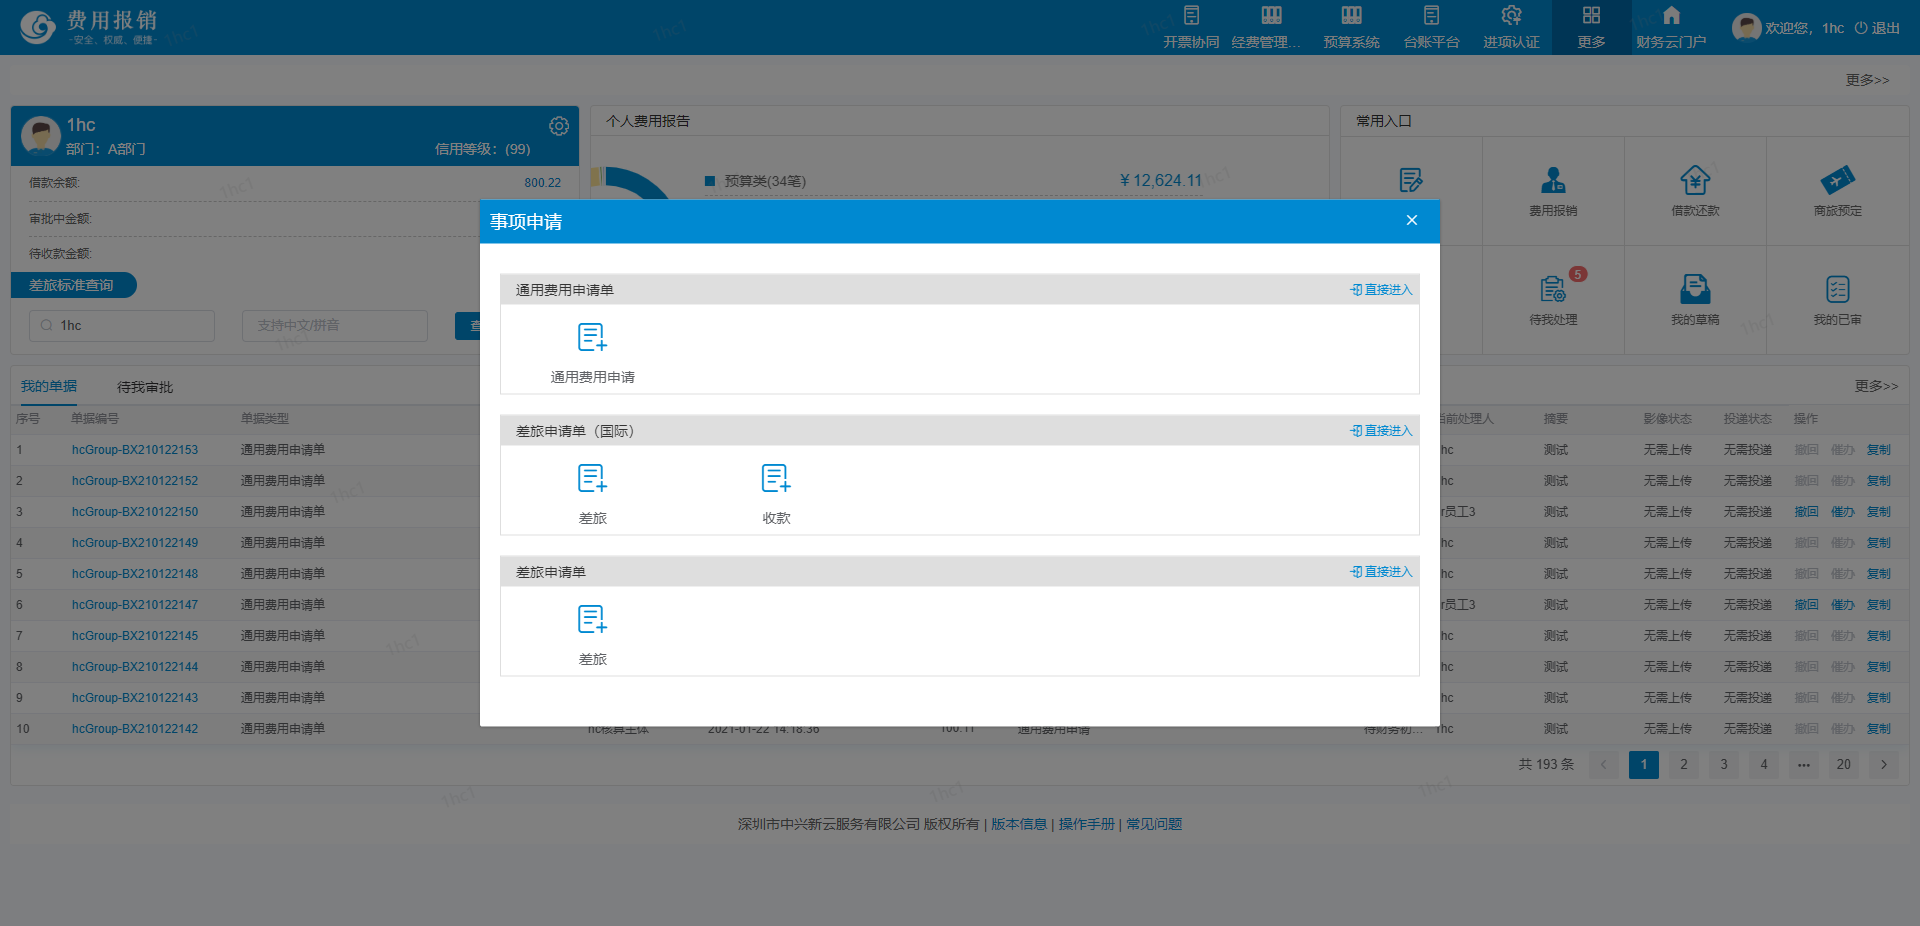 费用报销
-安全、权威、便捷-
开票协同
经费管理...
预算系统
台账平台
进项认证
更多
财务云门户
欢迎您，1hc
退出
更多>>
1hc
部门：A部门
信用等级：(99)
借款余额:
800.22
审批中金额:
待收款金额:
差旅标准查询
1hc
支持中文/拼音
查
个人费用报告
预算类(34笔)
¥ 12,624.11
常用入口
费用报销
借款还款
商旅预定
5
待我处理
我的草稿
我的已审
事项申请
通用费用申请单
直接进入
通用费用申请
差旅申请单（国际）
直接进入
差旅
收款
差旅申请单
直接进入
差旅
我的单据
待我审批
更多>>
序号 单据编号 单据类型 前处理人 摘要 影像状态 投递状态 操作
1 hcGroup-BX210122153 通用费用申请单 hc 测试 无需上传 无需投递 撤回 催办 复制
2 hcGroup-BX210122152 通用费用申请单 hc 测试 无需上传 无需投递 撤回 催办 复制
3 hcGroup-BX210122150 通用费用申请单 r员工3 测试 无需上传 无需投递 撤回 催办 复制
4 hcGroup-BX210122149 通用费用申请单 hc 测试 无需上传 无需投递 撤回 催办 复制
5 hcGroup-BX210122148 通用费用申请单 hc 测试 无需上传 无需投递 撤回 催办 复制
6 hcGroup-BX210122147 通用费用申请单 r员工3 测试 无需上传 无需投递 撤回 催办 复制
7 hcGroup-BX210122145 通用费用申请单 hc 测试 无需上传 无需投递 撤回 催办 复制
8 hcGroup-BX210122144 通用费用申请单 hc 测试 无需上传 无需投递 撤回 催办 复制
9 hcGroup-BX210122143 通用费用申请单 hc 测试 无需上传 无需投递 撤回 催办 复制
10 hcGroup-BX210122142 通用费用申请单 hc核算主体 2021-01-22 14:18:36 100.11 通用费用申请 待财务初... 1hc 测试 无需上传 无需投递 撤回 催办 复制
共 193 条 1 2 3 4 ••• 20
深圳市中兴新云服务有限公司 版权所有 | 版本信息 | 操作手册 | 常见问题